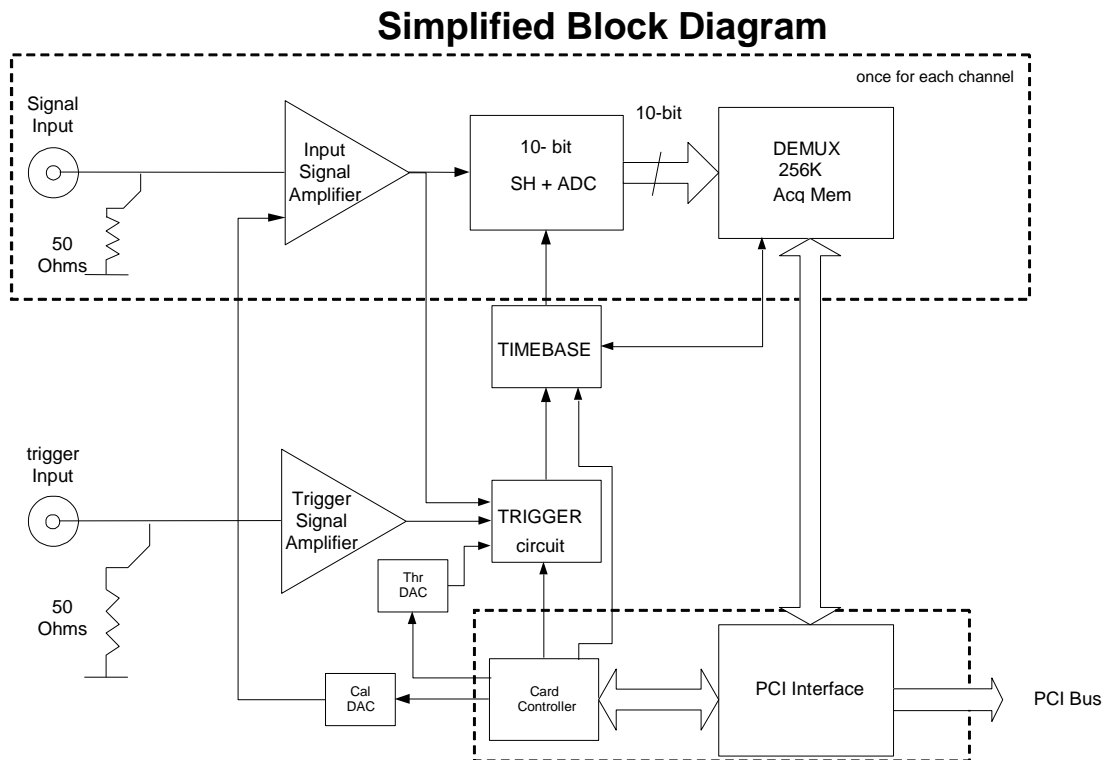 Simplified Block Diagram
once for each channel
Signal
Input
50
Ohms
Input
Signal
Amplifier
10- bit
SH + ADC
10-bit
DEMUX
256K
Acq Mem
TIMEBASE
trigger
Input
50
Ohms
Trigger
Signal
Amplifier
TRIGGER
circuit
Thr
DAC
Cal
DAC
Card
Controller
PCI Interface
PCI Bus